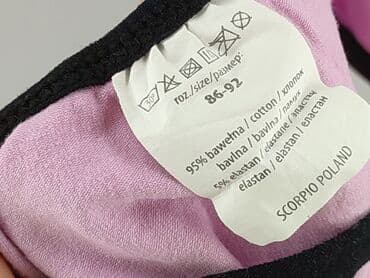 30
roz./size/размер:
86-92
95% bawełna / cotton / хлопок
bavlna / bavlna / памук
5% elastan / elastane / эластан
elastan / elastan / еластан
SCORPIO POLAND